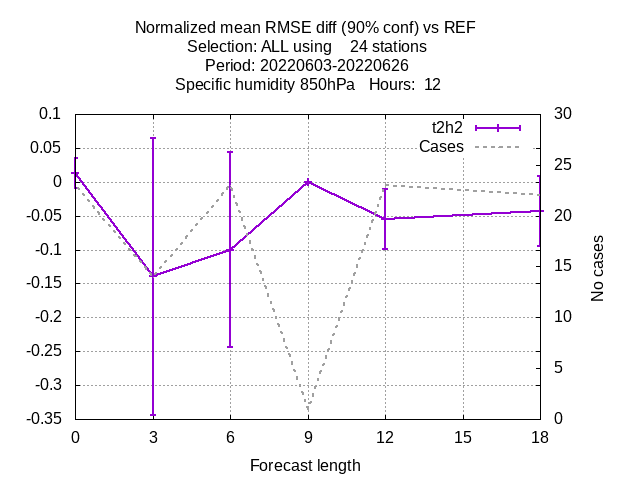 Normalized mean RMSE diff (90% conf) vs REF
Selection: ALL using    24 stations
Period: 20220603-20220626
Specific humidity 850hPa   Hours:  12
t2h2
Cases
0.1
0.05
0
-0.05
-0.1
-0.15
-0.2
-0.25
-0.3
-0.35
30
25
20
15
10
5
0
No cases
0 3 6 9 12 15 18
Forecast length